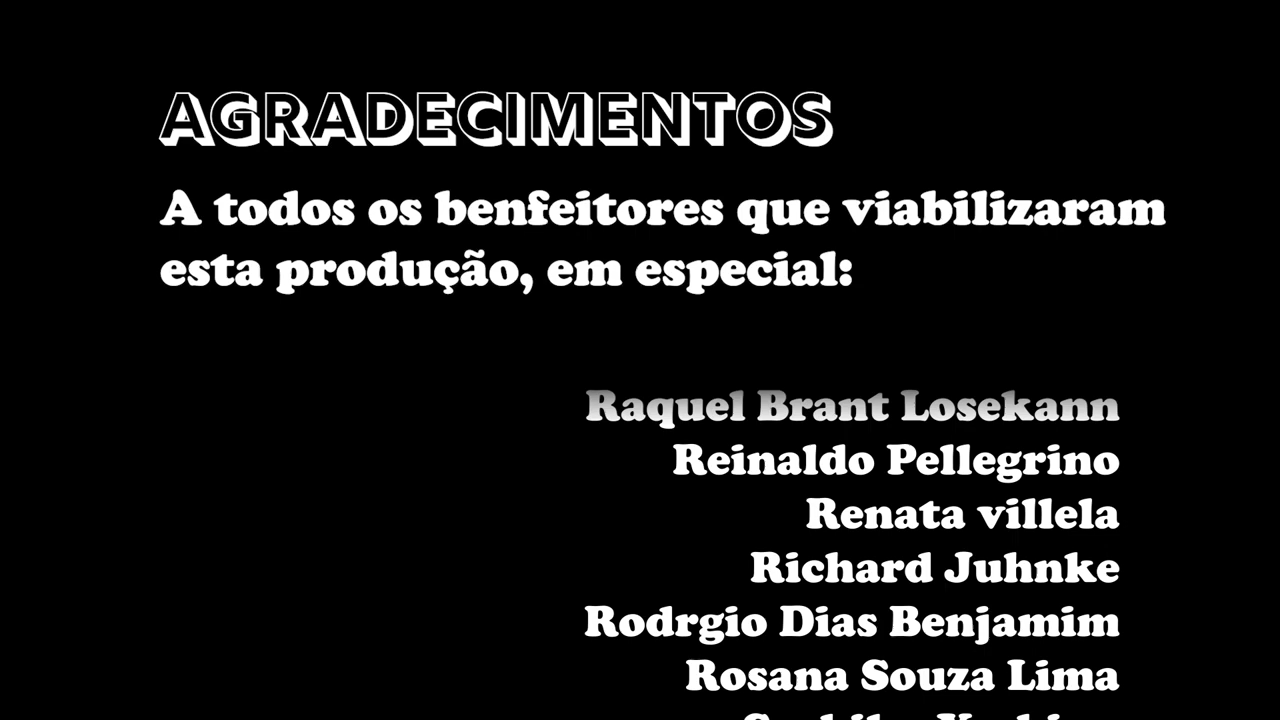 AGRADECIMENTOS
A todos os benfeitores que viabilizaram
esta produção, em especial:
Raquel Brant Losekann
Reinaldo Pellegrino
Renata villela
Richard Juhnke
Rodrgio Dias Benjamim
Rosana Souza Lima